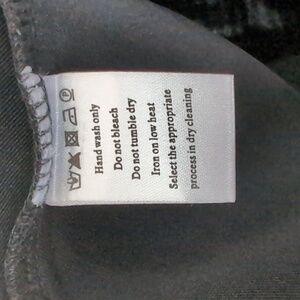 Hand wash only
Do not bleach
Do not tumble dry
Iron on low heat
Select the appropriate
process in dry cleaning